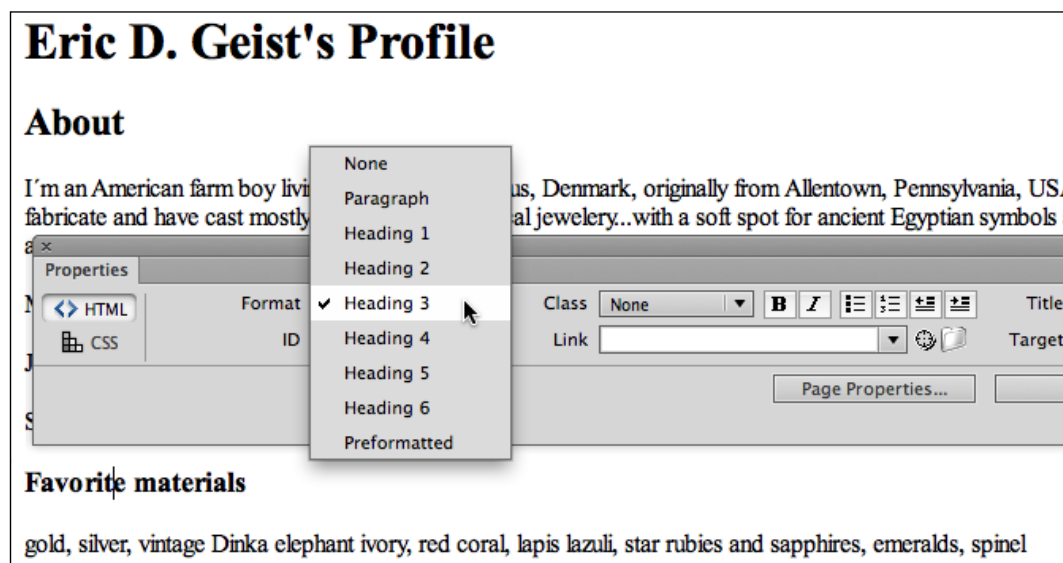 Eric D. Geist's Profile
About
I´m an American farm boy livi us, Denmark, originally from Allentown, Pennsylvania, USA
fabricate and have cast mostly al jewelery...with a soft spot for ancient Egyptian symbols
a
None
Paragraph
Heading 1
Heading 2
Heading 3
Heading 4
Heading 5
Heading 6
Preformatted
Properties
HTML Format Class None B I Title
CSS ID Link Target
Page Properties...
J
S
Favorite materials
gold, silver, vintage Dinka elephant ivory, red coral, lapis lazuli, star rubies and sapphires, emeralds, spinel